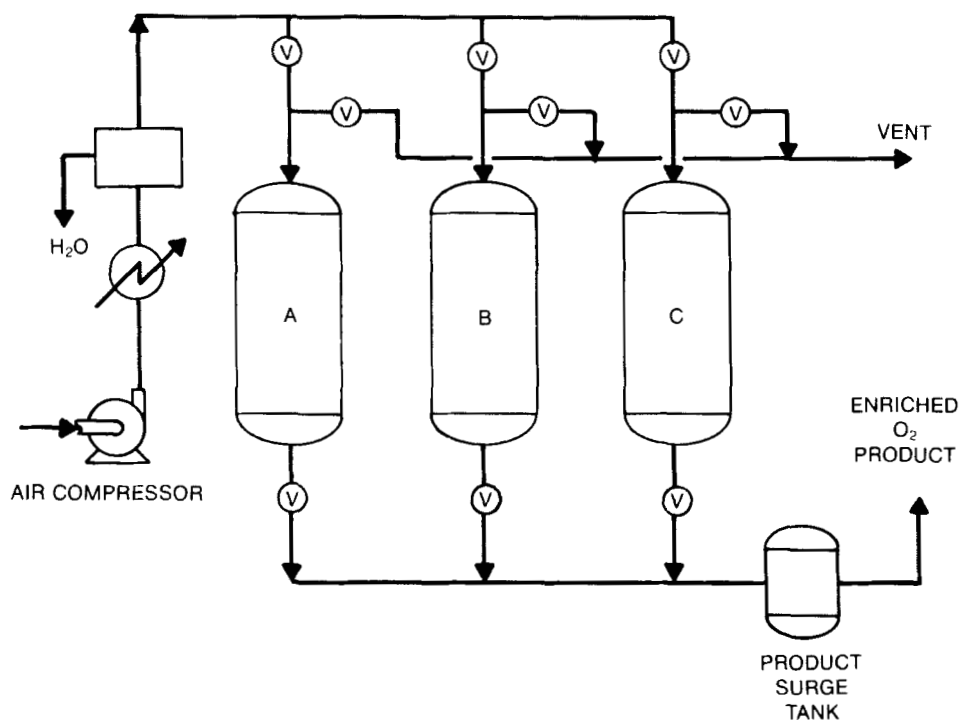 V
V
V
V
V
V
VENT
H₂O
A
B
C
AIR COMPRESSOR
ENRICHED
O₂
PRODUCT
V
V
V
PRODUCT
SURGE
TANK